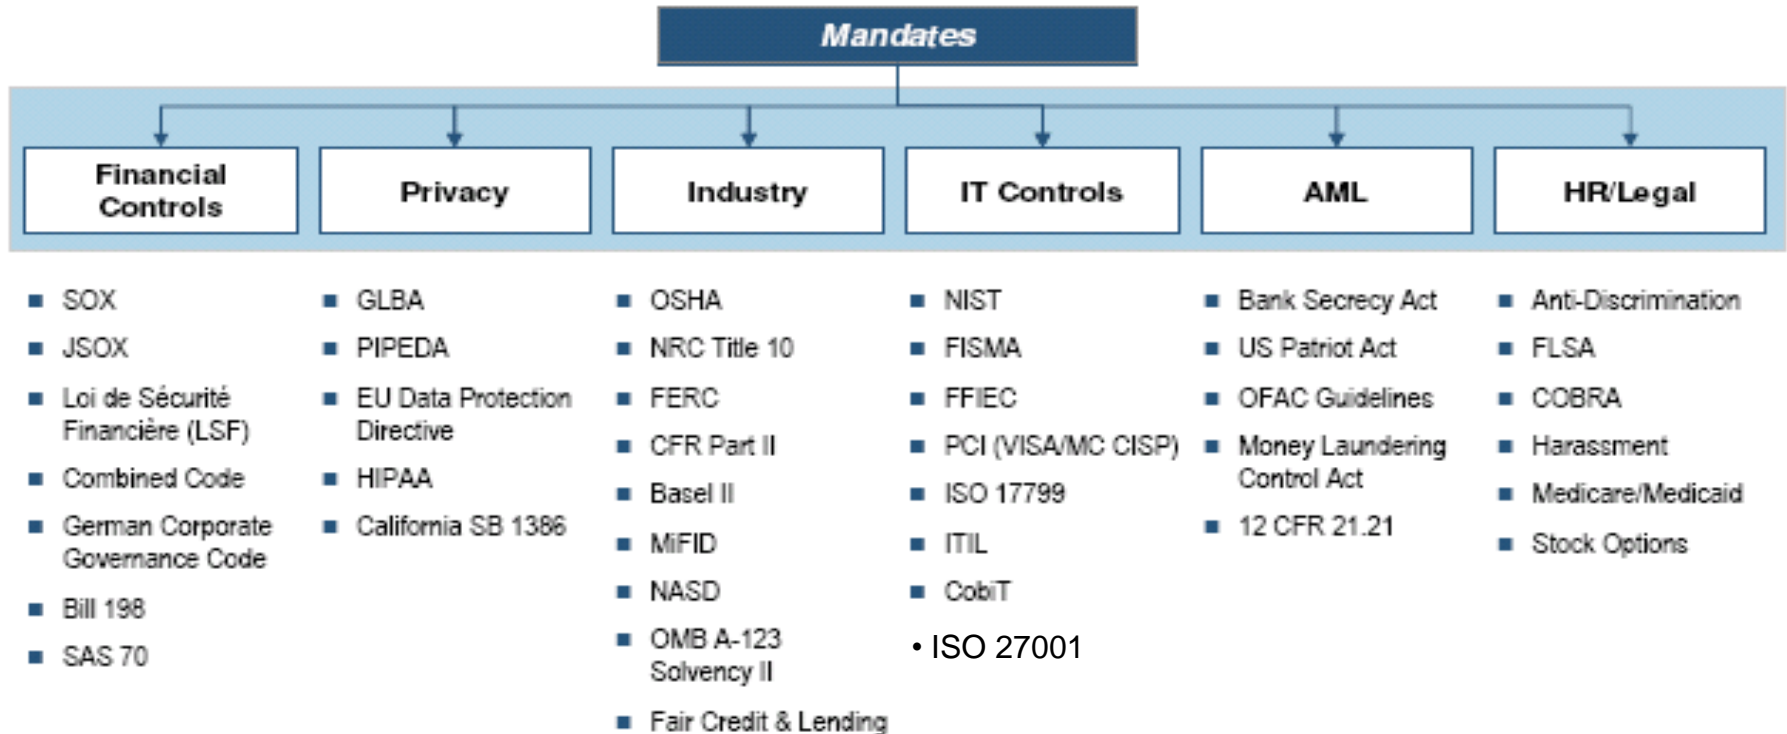 Mandates
Financial
Controls
Privacy
Industry
IT Controls
AML
HR/Legal
SOX
JSOX
Loi de Sécurité
Financière (LSF)
Combined Code
German Corporate
Governance Code
Bill 198
SAS 70
GLBA
PIPEDA
EU Data Protection
Directive
HIPAA
California SB 1386
OSHA
NRC Title 10
FERC
CFR Part II
Basel II
MiFID
NASD
OMB A-123
Solvency II
Fair Credit & Lending
NIST
FISMA
FFIEC
PCI (VISA/MC CISP)
ISO 17799
ITIL
CobiT
• ISO 27001
Bank Secrecy Act
US Patriot Act
OFAC Guidelines
Money Laundering
Control Act
12 CFR 21.21
Anti-Discrimination
FLSA
COBRA
Harassment
Medicare/Medicaid
Stock Options